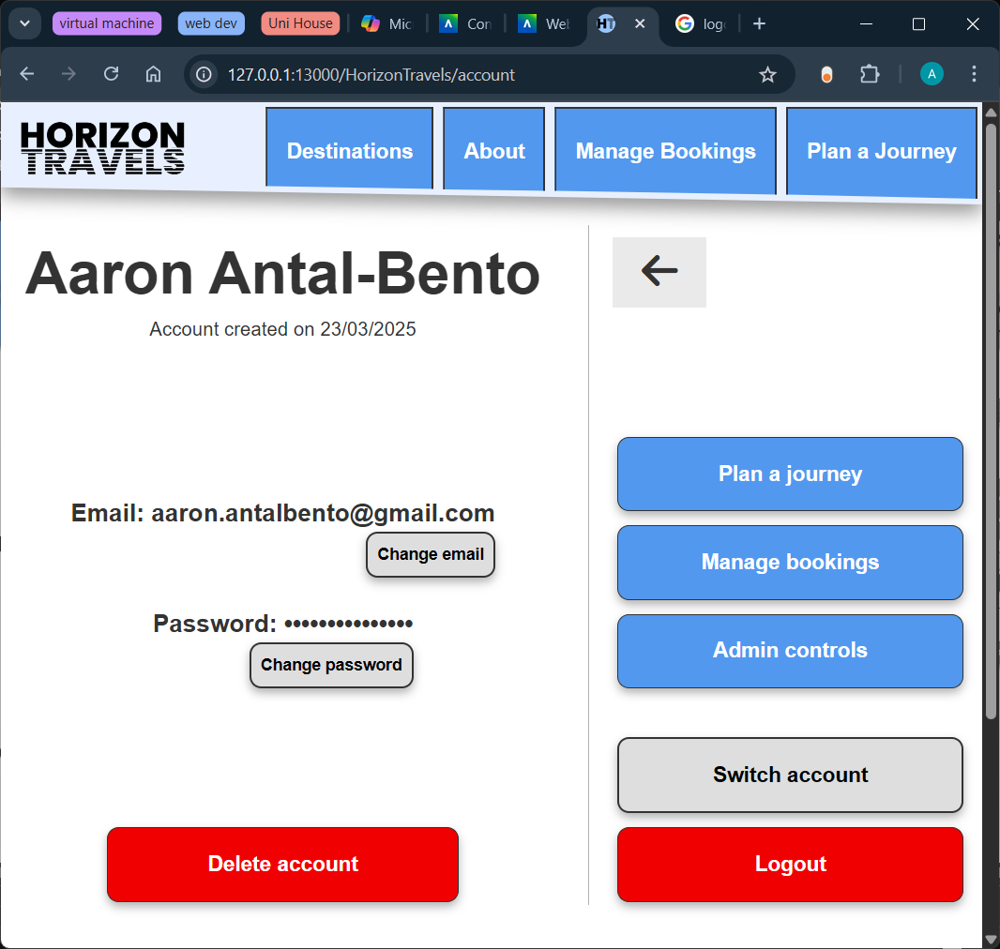 virtual machine
web dev
Uni House
Mic
Con
Web
HT
log
127.0.0.1:13000/HorizonTravels/account
A
HORIZON
TRAVELS
Destinations
About
Manage Bookings
Plan a Journey
Aaron Antal-Bento
Account created on 23/03/2025
Email: aaron.antalbento@gmail.com
Change email
Password: •••••••••••••••
Change password
Delete account
Plan a journey
Manage bookings
Admin controls
Switch account
Logout